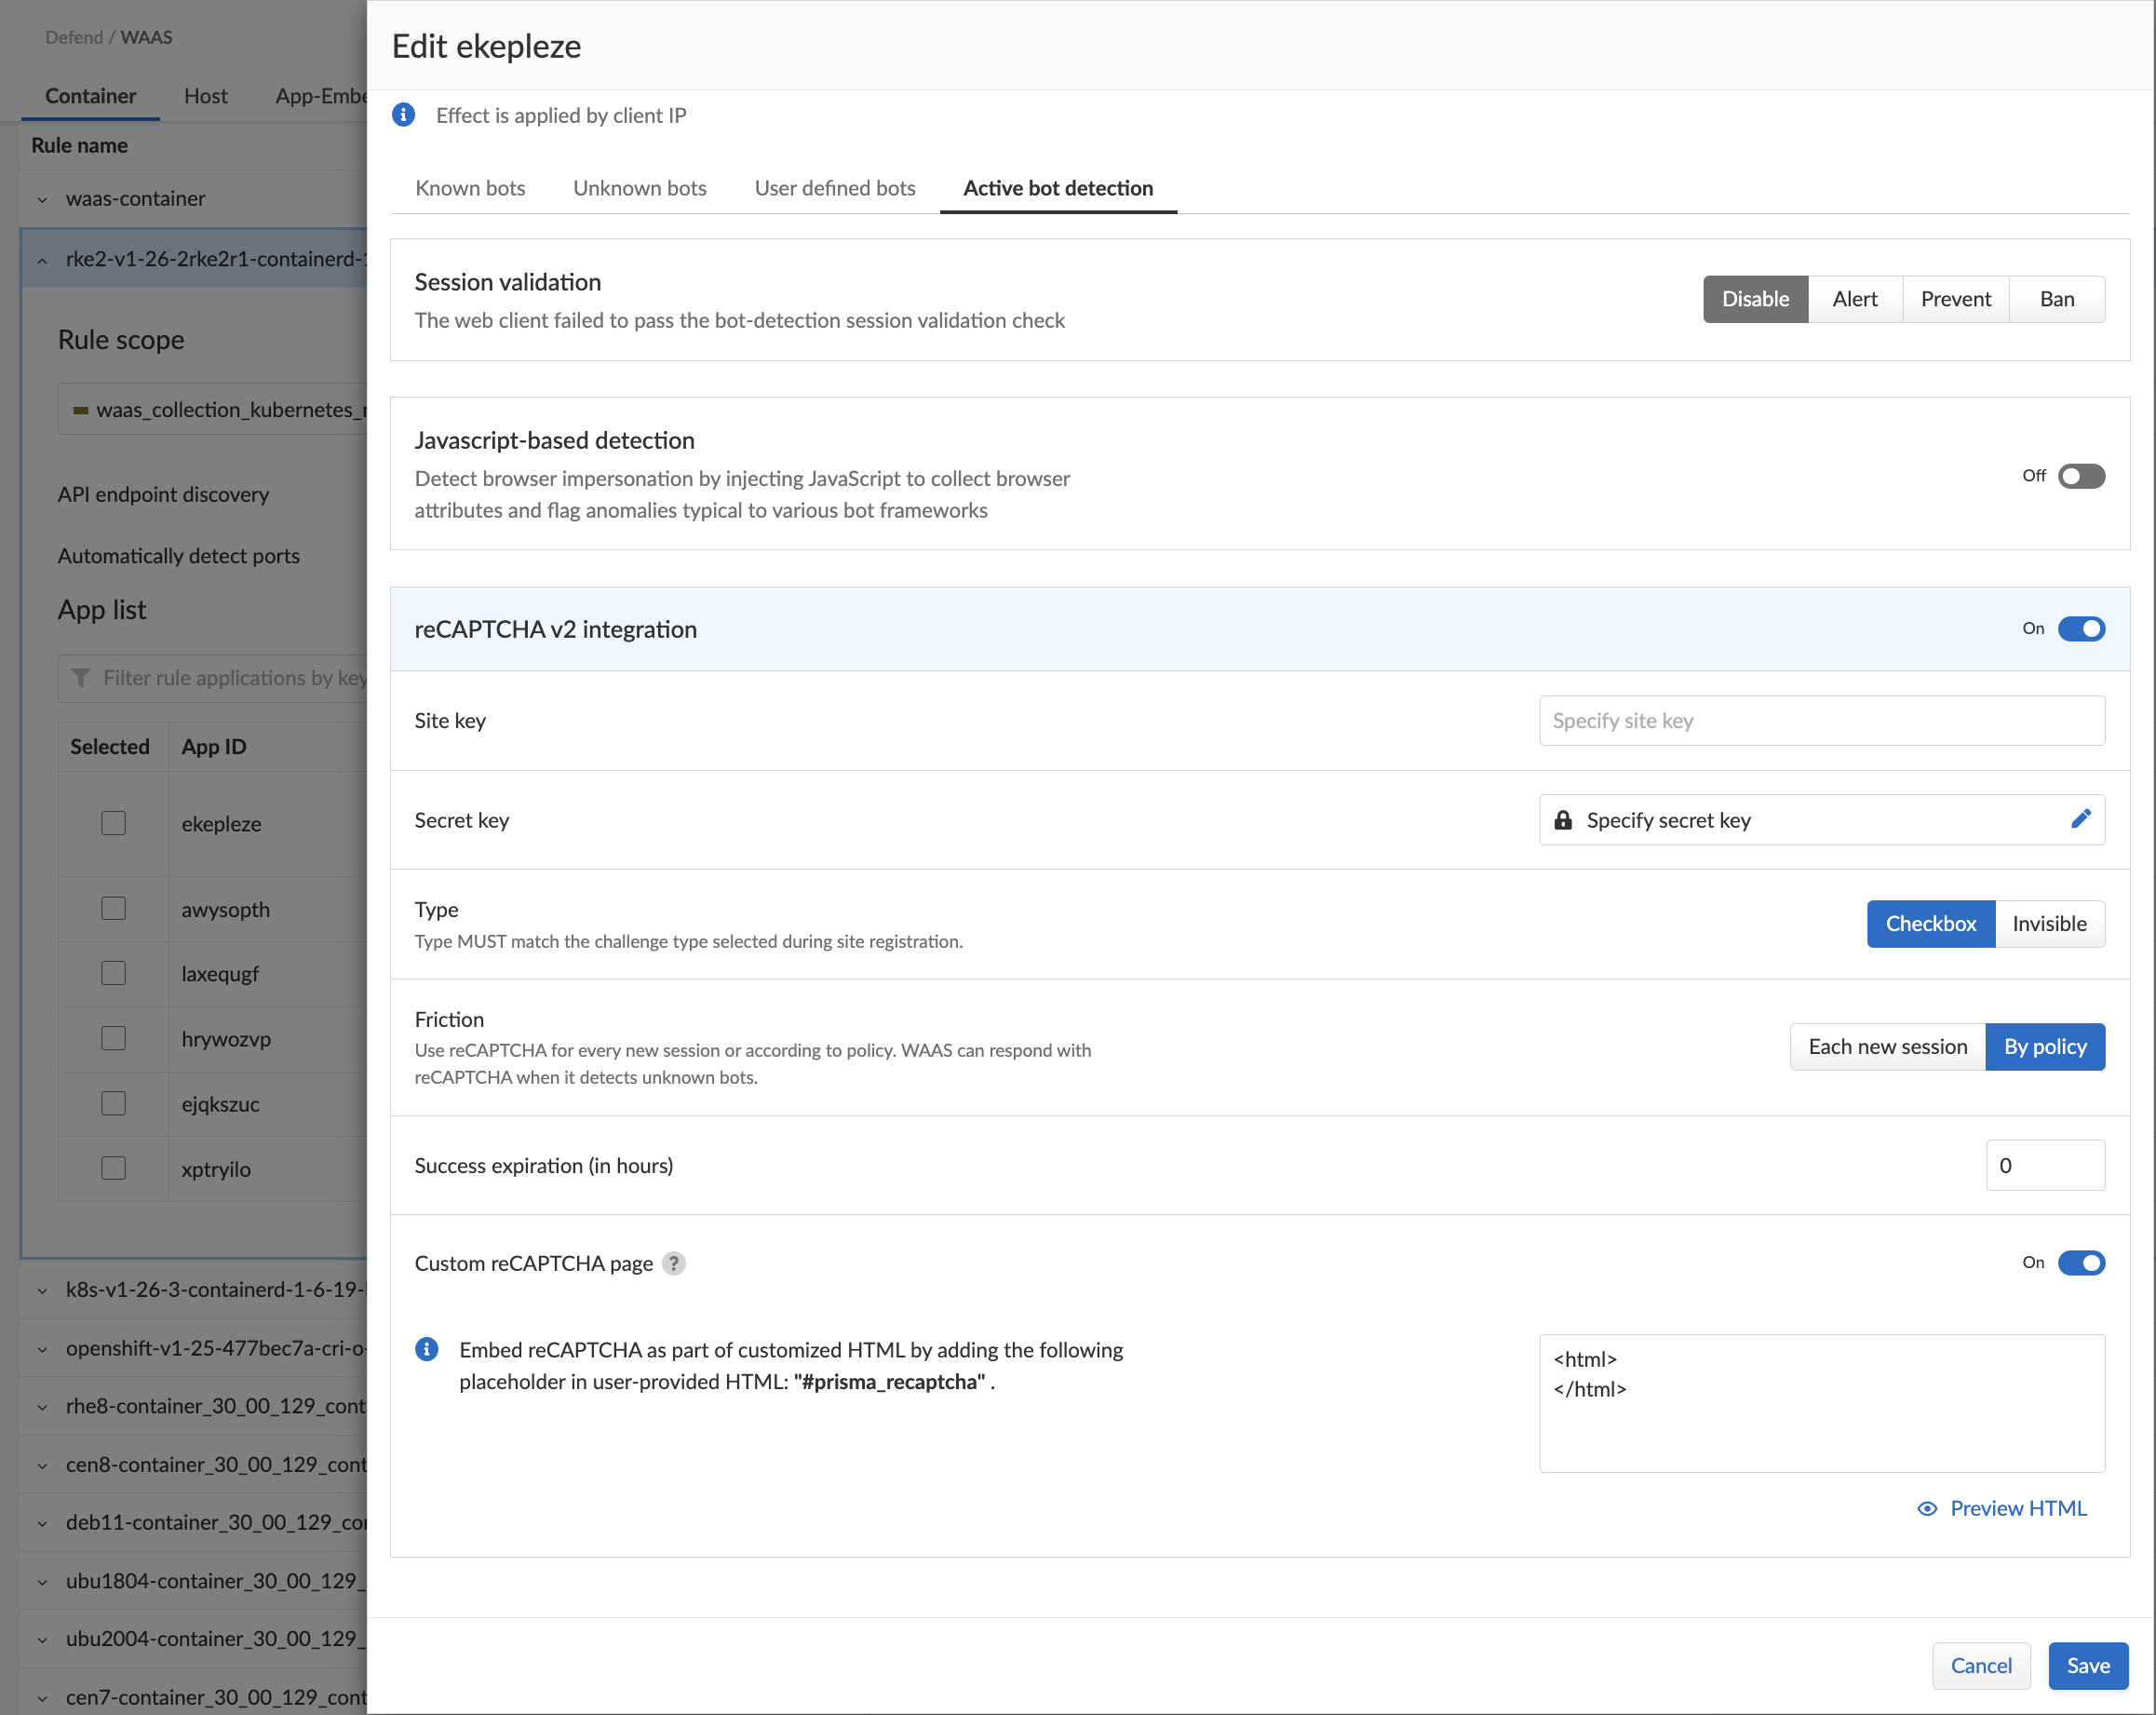 Defend / WAAS
Container
Host
App-Embe
Rule name
waas-container
rke2-v1-26-2rke2r1-containerd-1
Rule scope
waas_collection_kubernetes_r
API endpoint discovery
Automatically detect ports
App list
Filter rule applications by key
Selected
App ID
ekepleze
awysopth
laxequgf
hrywozvp
ejqkszuc
xptryilo
k8s-v1-26-3-containerd-1-6-19-
openshift-v1-25-477bec7a-cri-o-
rhe8-container_30_00_129_cont
cen8-container_30_00_129_cont
deb11-container_30_00_129_co
ubu1804-container_30_00_129_
ubu2004-container_30_00_129_
cen7-container_30_00_129_cont
Edit ekepleze
Effect is applied by client IP
Known bots
Unknown bots
User defined bots
Active bot detection
Session validation
The web client failed to pass the bot-detection session validation check
Disable
Alert
Prevent
Ban
Javascript-based detection
Detect browser impersonation by injecting JavaScript to collect browser
attributes and flag anomalies typical to various bot frameworks
Off
reCAPTCHA v2 integration
On
Site key
Specify site key
Secret key
Specify secret key
Type
Type MUST match the challenge type selected during site registration.
Checkbox
Invisible
Friction
Use reCAPTCHA for every new session or according to policy. WAAS can respond with
reCAPTCHA when it detects unknown bots.
Each new session
By policy
Success expiration (in hours)
0
Custom reCAPTCHA page ?
On
Embed reCAPTCHA as part of customized HTML by adding the following
placeholder in user-provided HTML: "#prisma_recaptcha" .
<html>
</html>
Preview HTML
Cancel
Save